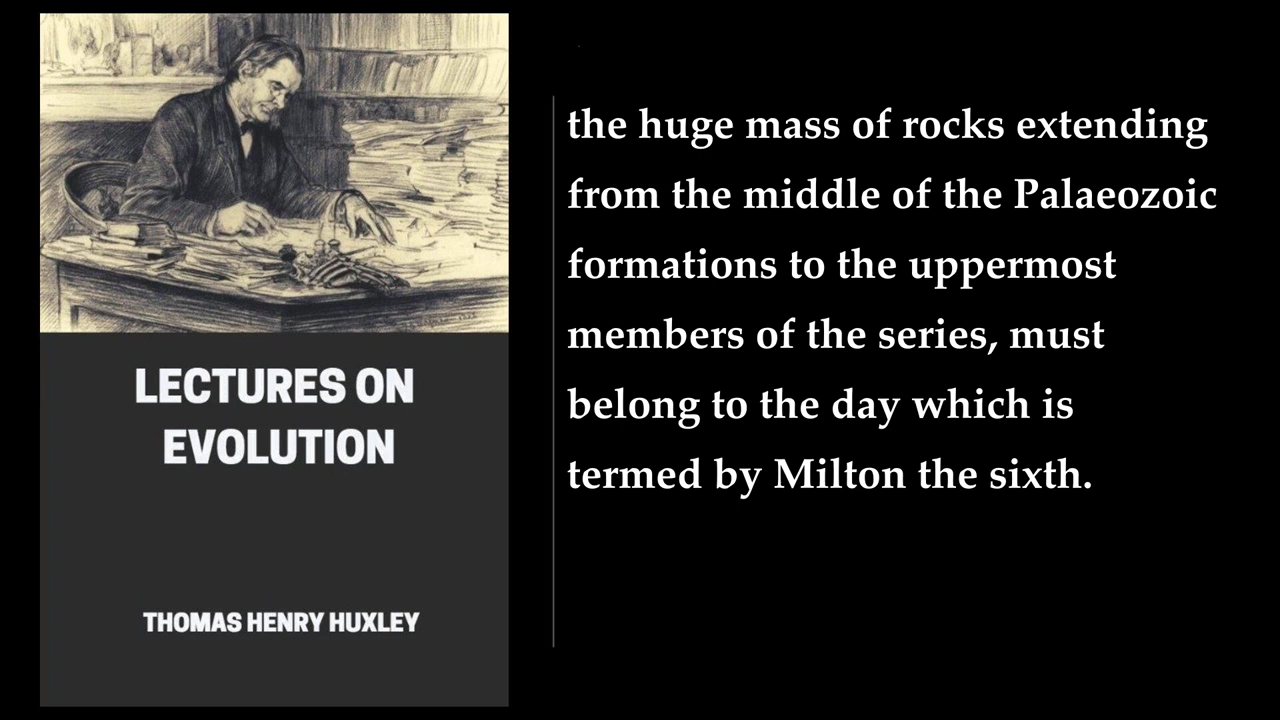 LECTURES ON
EVOLUTION
THOMAS HENRY HUXLEY
the huge mass of rocks extending
from the middle of the Palaeozoic
formations to the uppermost
members of the series, must
belong to the day which is
termed by Milton the sixth.